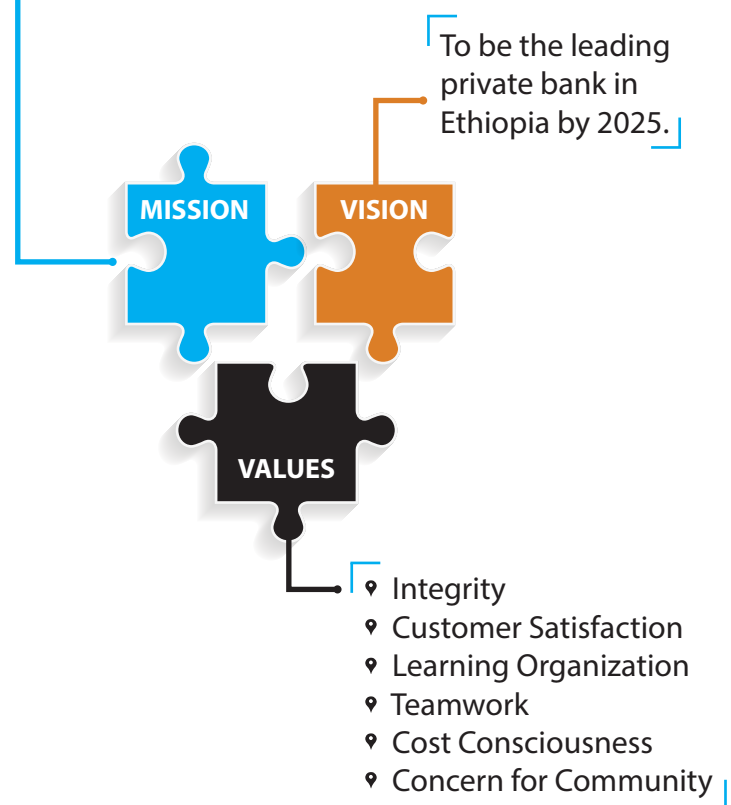 To be the leading
private bank in
Ethiopia by 2025.
MISSION
VISION
VALUES
Integrity
Customer Satisfaction
Learning Organization
Teamwork
Cost Consciousness
Concern for Community